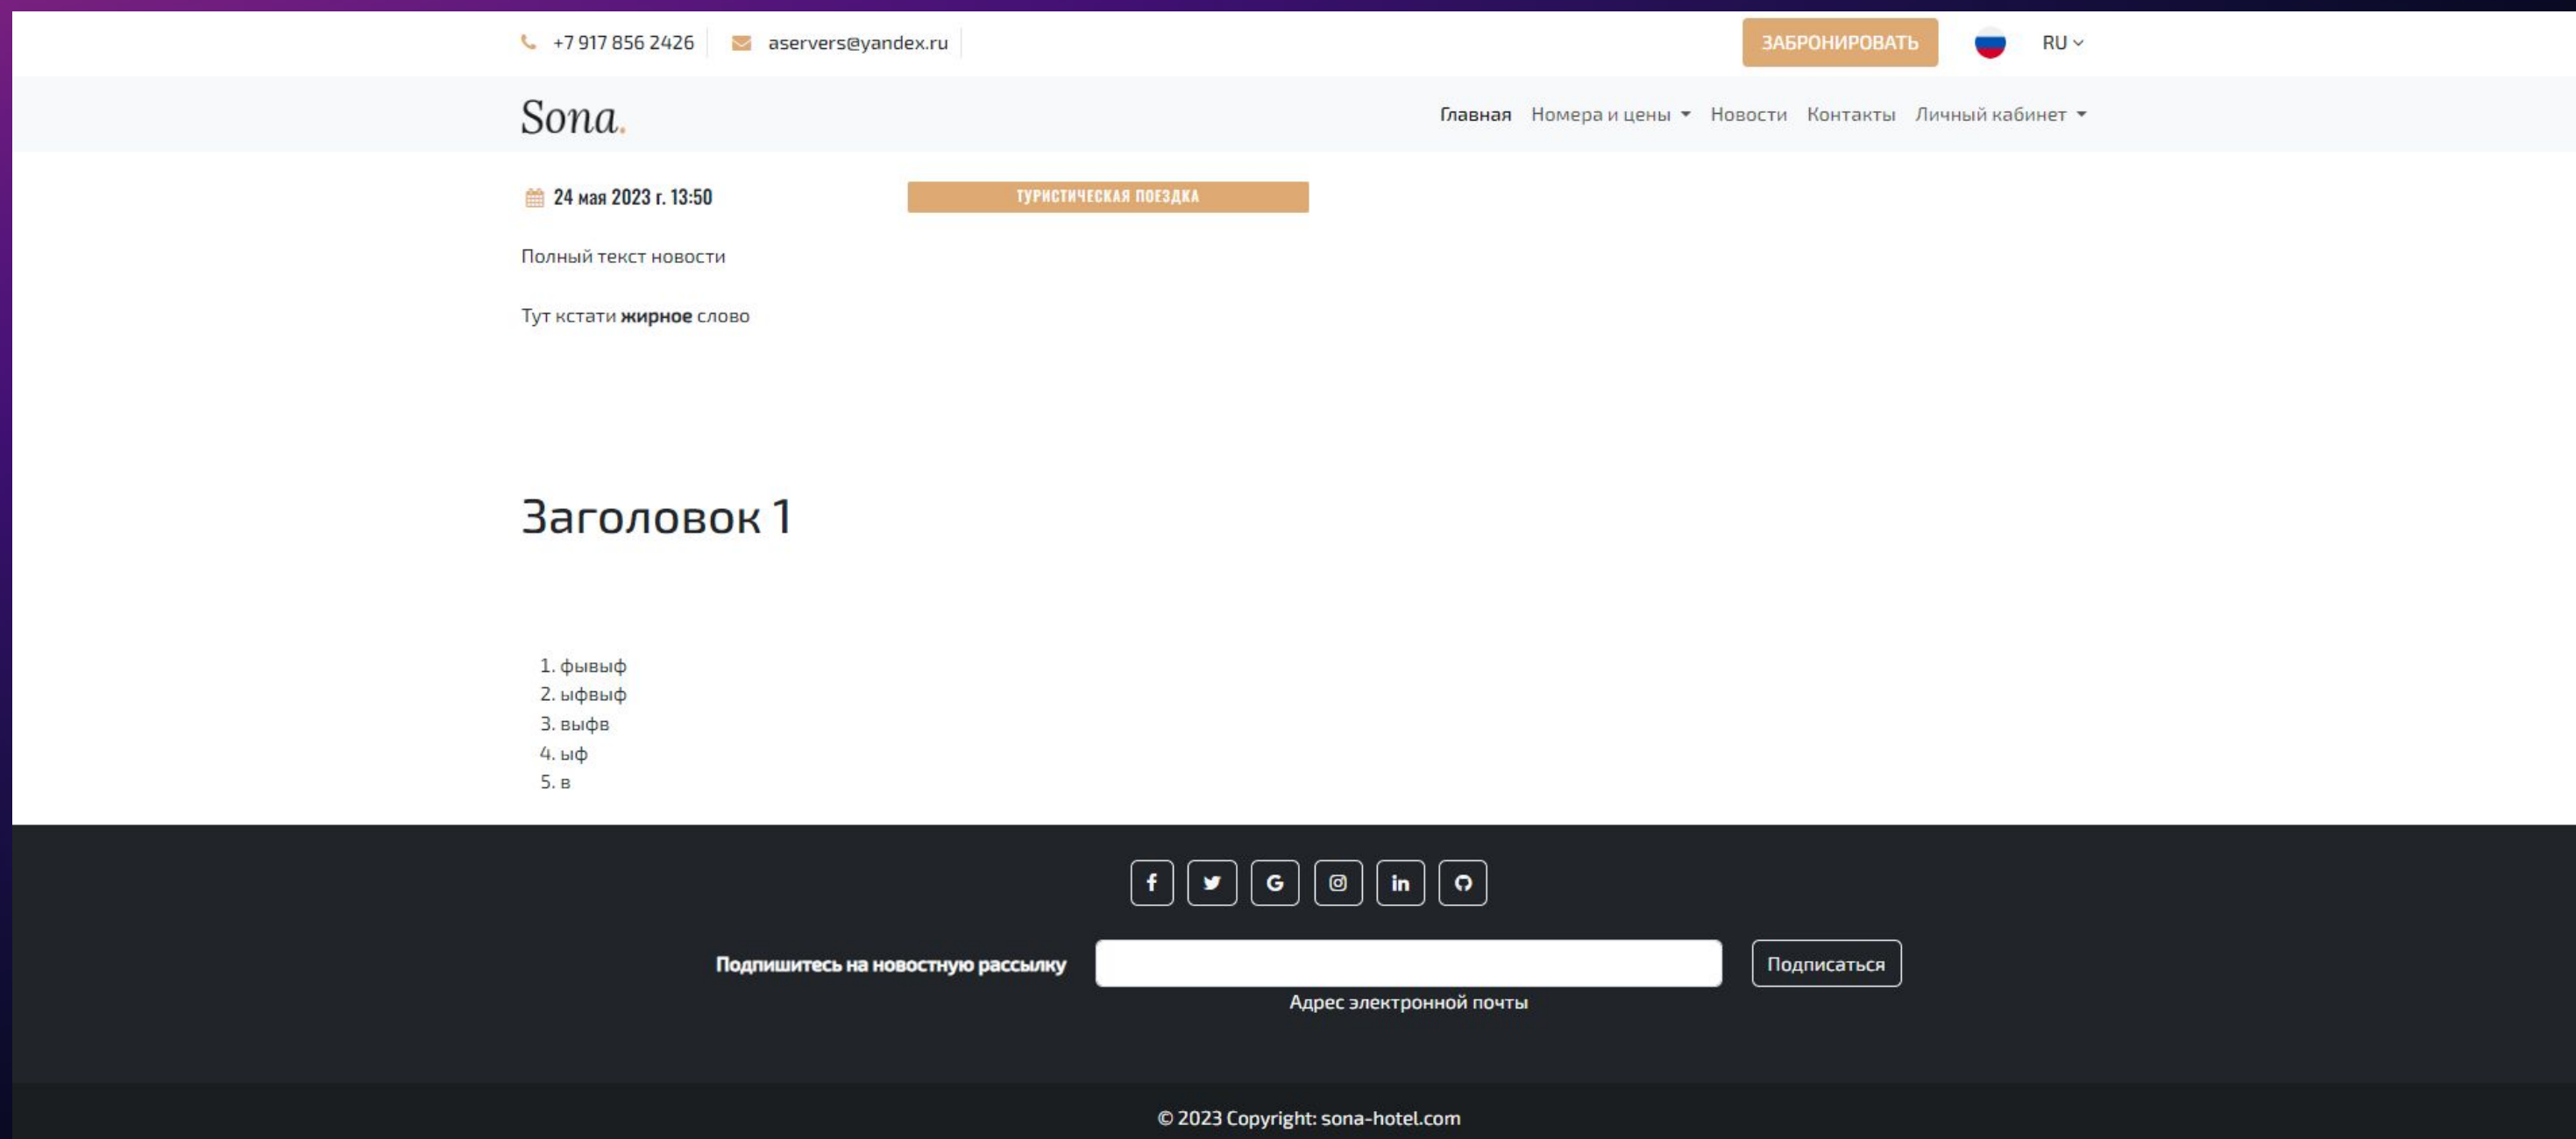 +7 917 856 2426 aservers@yandex.ru ЗАБРОНИРОВАТЬ RU
Sona. Главная Номера и цены Новости Контакты Личный кабинет
24 мая 2023 г. 13:50 ТУРИСТИЧЕСКАЯ ПОЕЗДКА
Полный текст новости
Тут кстати жирное слово
Заголовок 1
1. фывыф
2. ыфвыф
3. выфв
4. ыф
5. в
Подпишитесь на новостную рассылку Подписаться
Адрес электронной почты
© 2023 Copyright: sona-hotel.com